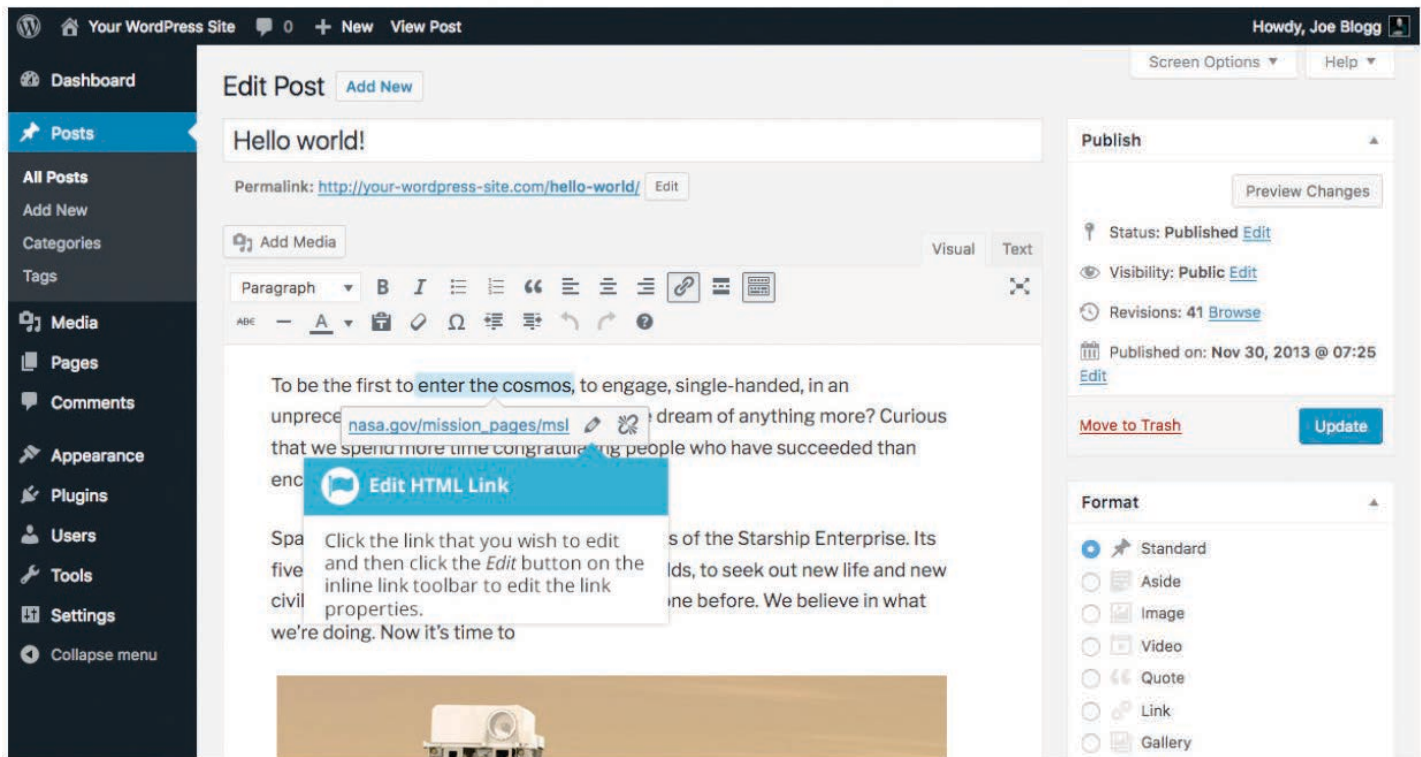 Your WordPress Site 0 + New View Post Howdy, Joe Blogg
Screen Options Help
Dashboard
Posts
All Posts
Add New
Categories
Tags
Media
Pages
Comments
Appearance
Plugins
Users
Tools
Settings
Collapse menu
Edit Post Add New
Hello world!
Permalink: http://your-wordpress-site.com/hello-world/ Edit
Add Media
Visual Text
Paragraph B I
ABC A Ω
To be the first to enter the cosmos, to engage, single-handed, in an
unprece dream of anything more? Curious
nasa.gov/mission_pages/msl
that we spend more time congratulating people who have succeeded than
enc
Edit HTML Link
Click the link that you wish to edit
and then click the Edit button on the
inline link toolbar to edit the link
properties.
Spa s of the Starship Enterprise. Its
five lds, to seek out new life and new
civil one before. We believe in what
we're doing. Now it's time to
Publish
Preview Changes
Status: Published Edit
Visibility: Public Edit
Revisions: 41 Browse
Published on: Nov 30, 2013 @ 07:25
Edit
Move to Trash Update
Format
Standard
Aside
Image
Video
Quote
Link
Gallery